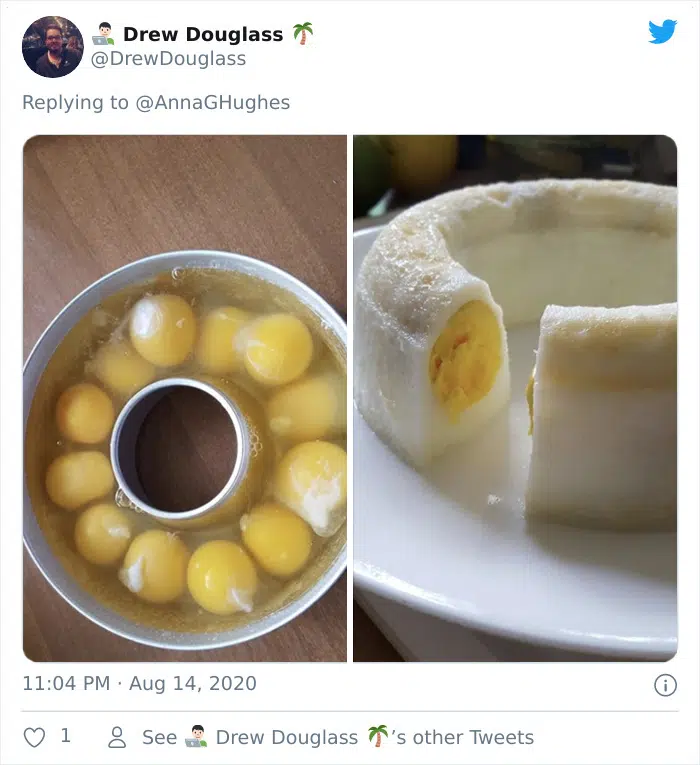 👨🏻‍💻 Drew Douglass 🌴
@DrewDouglass
Replying to @AnnaGHughes
11:04 PM · Aug 14, 2020
1
See 👨🏻‍💻 Drew Douglass 🌴's other Tweets